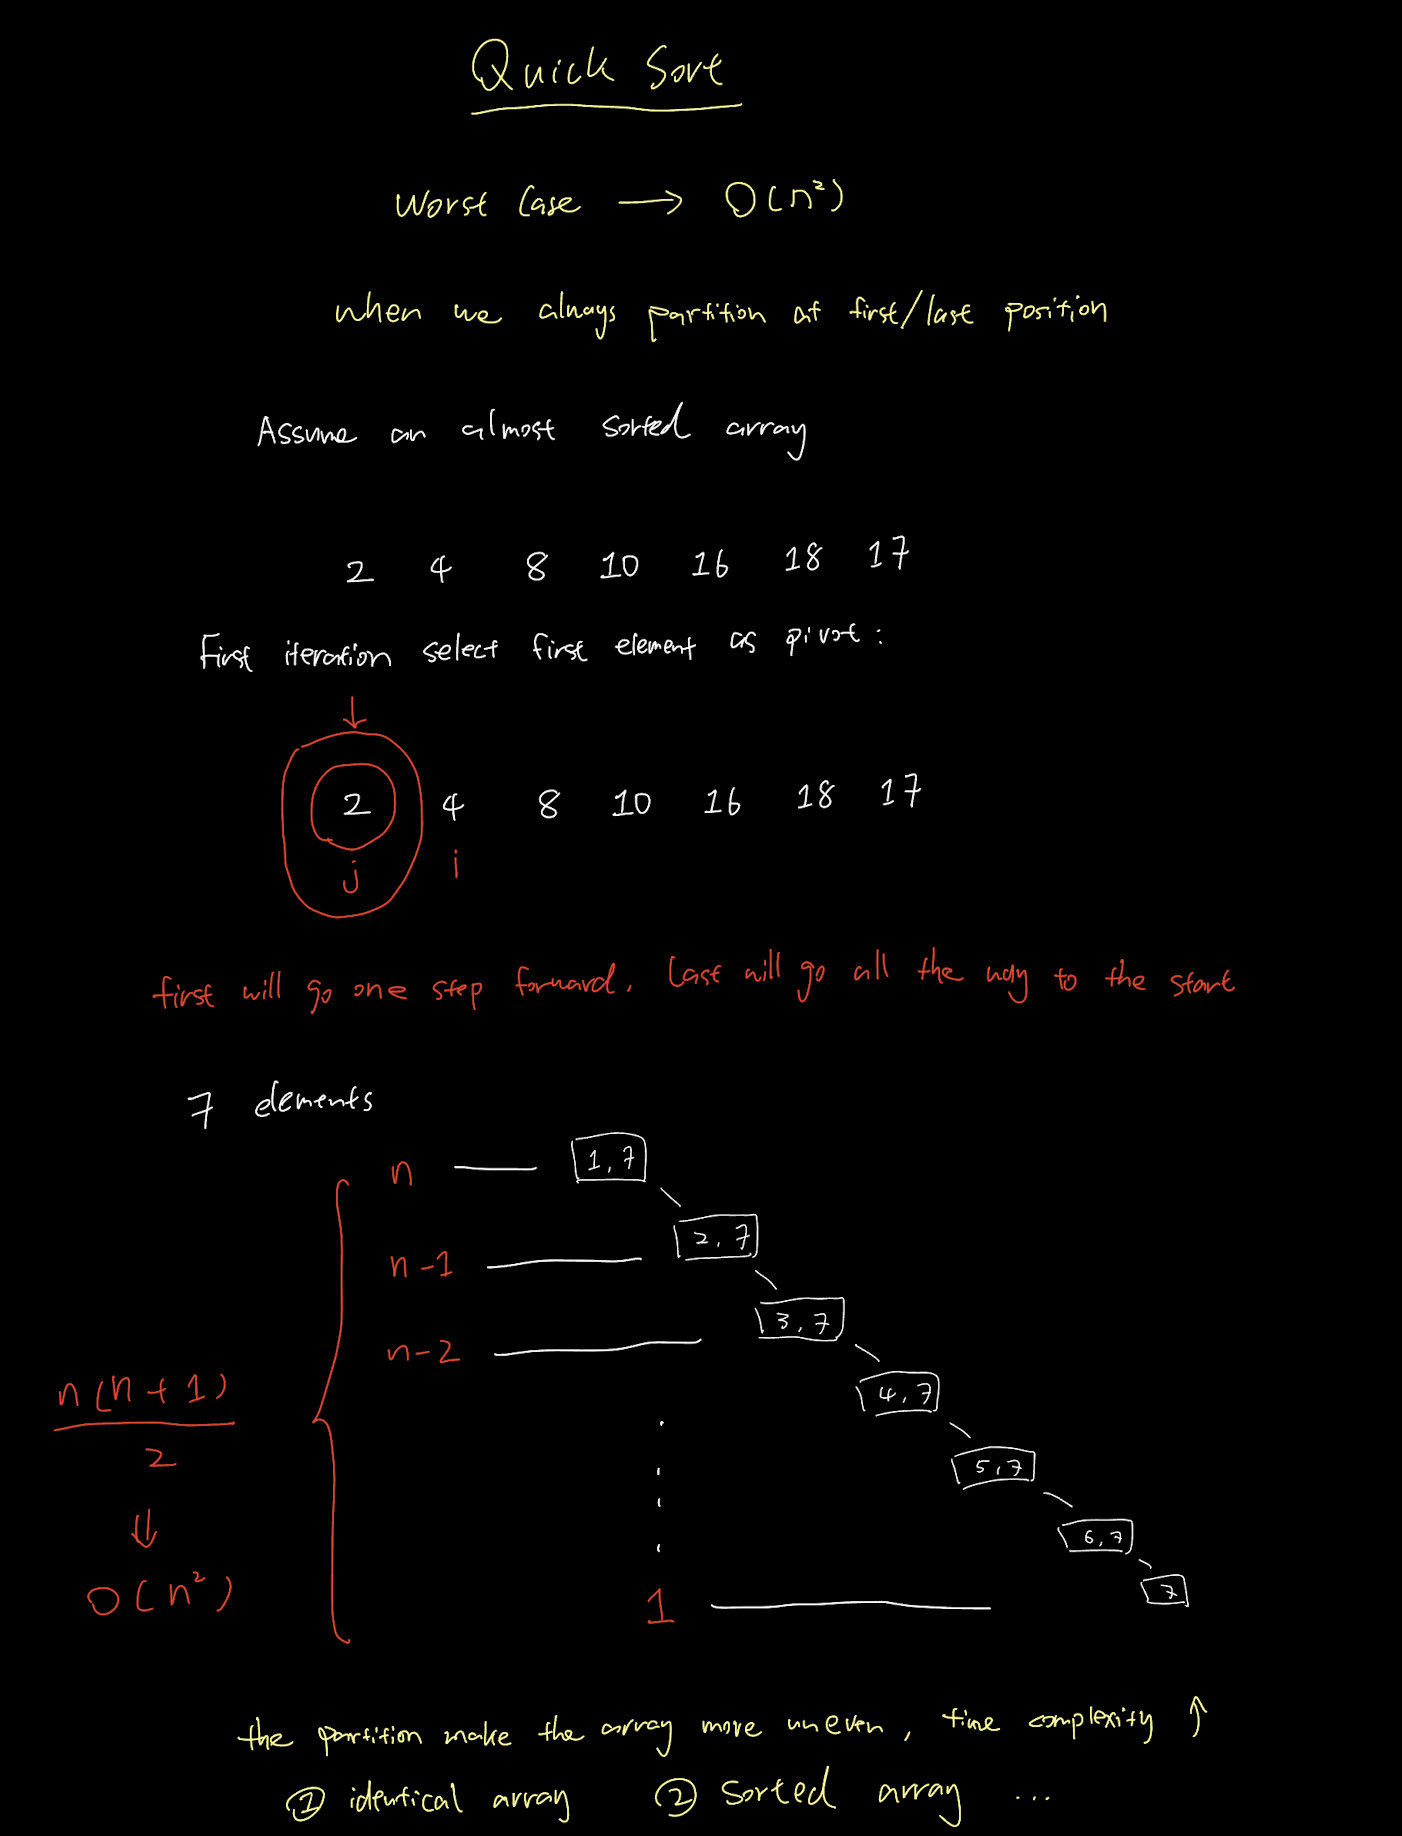 Quick Sort
Worst Case → O(n²)
when we always partition at first/last position
Assume an almost sorted array
2 4 8 10 16 18 17
First iteration select first element as pivot :
↓
2 4 8 10 16 18 17
j i
first will go one step forward, last will go all the way to the start
7 elements
n 1, 7
n-1 2, 7
n-2 3, 7
4, 7
5, 7
6, 7
1 7
n(n+1)
2
⇓
O(n²)
the partition make the array more uneven, time complexity ↑
① identical array ② sorted array ...